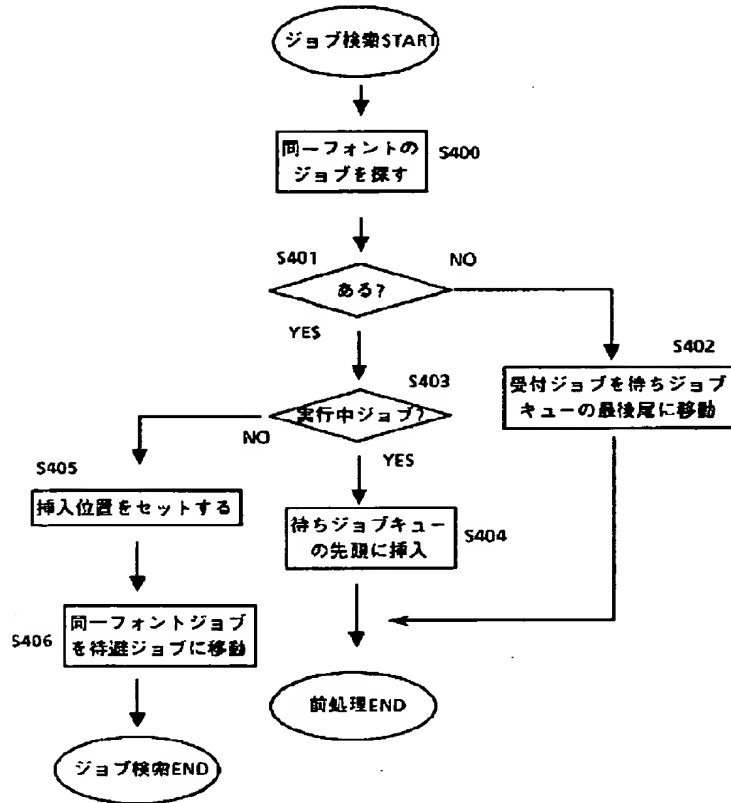 ジョブ検索START
同一フォントの
ジョブを探す
S400
S401
ある?
NO
YES
S402
受付ジョブを待ちジョブ
キューの最後尾に移動
S403
実行中ジョブ?
NO
YES
S405
挿入位置をセットする
待ちジョブキュー
の先頭に挿入
S404
S406
同一フォントジョブ
を待避ジョブに移動
前処理END
ジョブ検索END